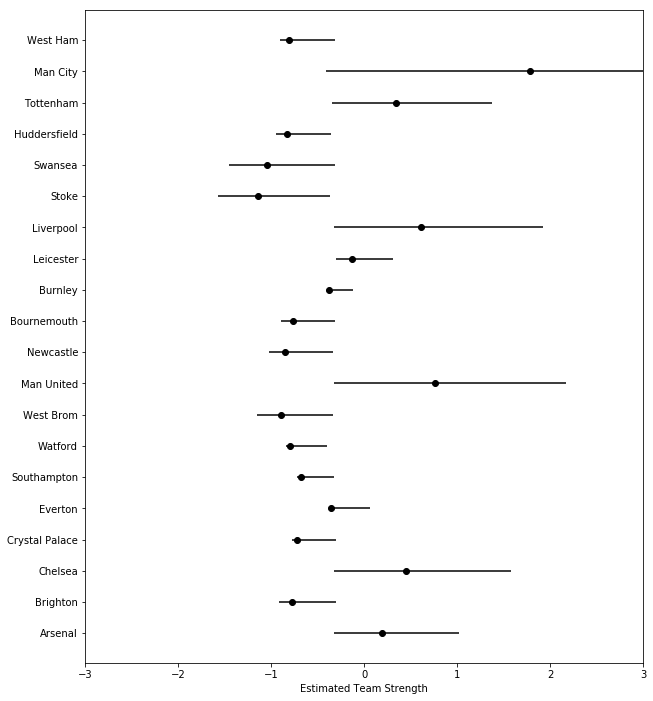 West Ham
Man City
Tottenham
Huddersfield
Swansea
Stoke
Liverpool
Leicester
Burnley
Bournemouth
Newcastle
Man United
West Brom
Watford
Southampton
Everton
Crystal Palace
Chelsea
Brighton
Arsenal
−3 −2 −1 0 1 2 3
Estimated Team Strength